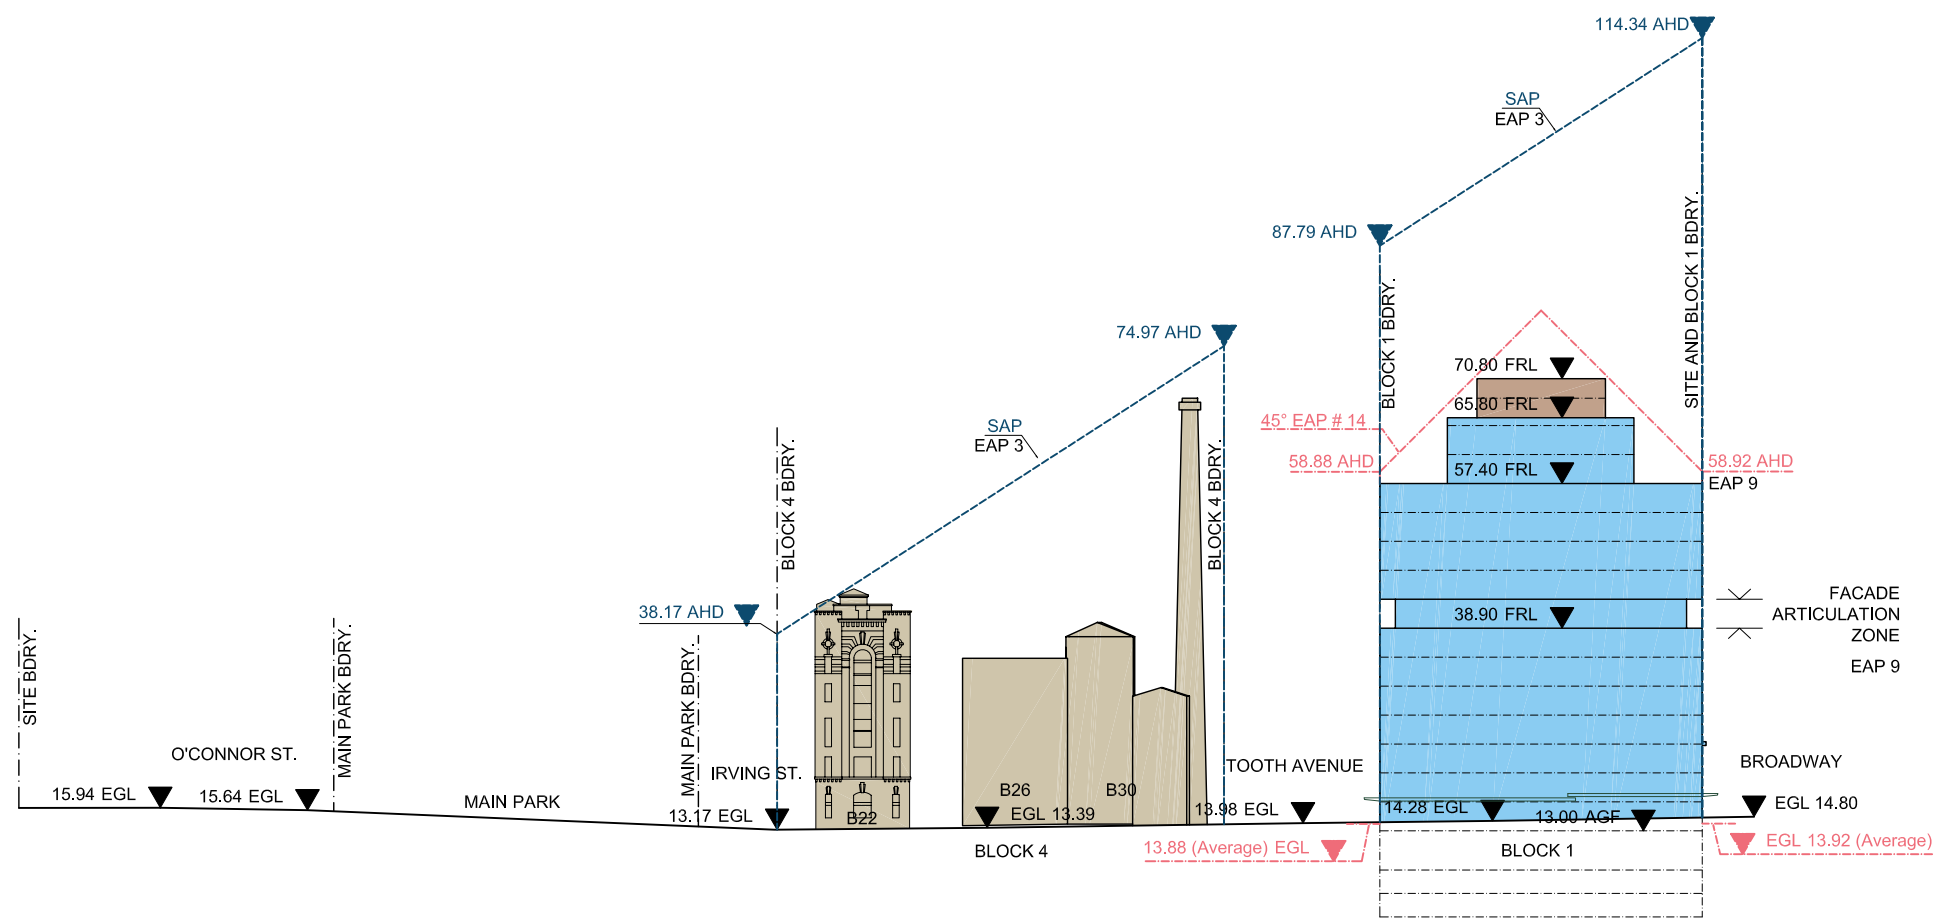 114.34 AHD
SAP
EAP 3
87.79 AHD
SITE AND BLOCK 1 BDRY.
BLOCK 1 BDRY.
74.97 AHD
70.80 FRL
65.80 FRL
45° EAP # 14
58.88 AHD
57.40 FRL
58.92 AHD
EAP 9
SAP
EAP 3
BLOCK 4 BDRY.
BLOCK 4 BDRY.
38.17 AHD
38.90 FRL
FACADE
ARTICULATION
ZONE
EAP 9
SITE BDRY.
MAIN PARK BDRY.
MAIN PARK BDRY.
O'CONNOR ST.
IRVING ST.
TOOTH AVENUE
BROADWAY
15.94 EGL
15.64 EGL
MAIN PARK
13.17 EGL
B22
B26
B30
EGL 13.39
13.98 EGL
14.28 EGL
13.00 AGF
EGL 14.80
BLOCK 4
13.88 (Average) EGL
BLOCK 1
EGL 13.92 (Average)